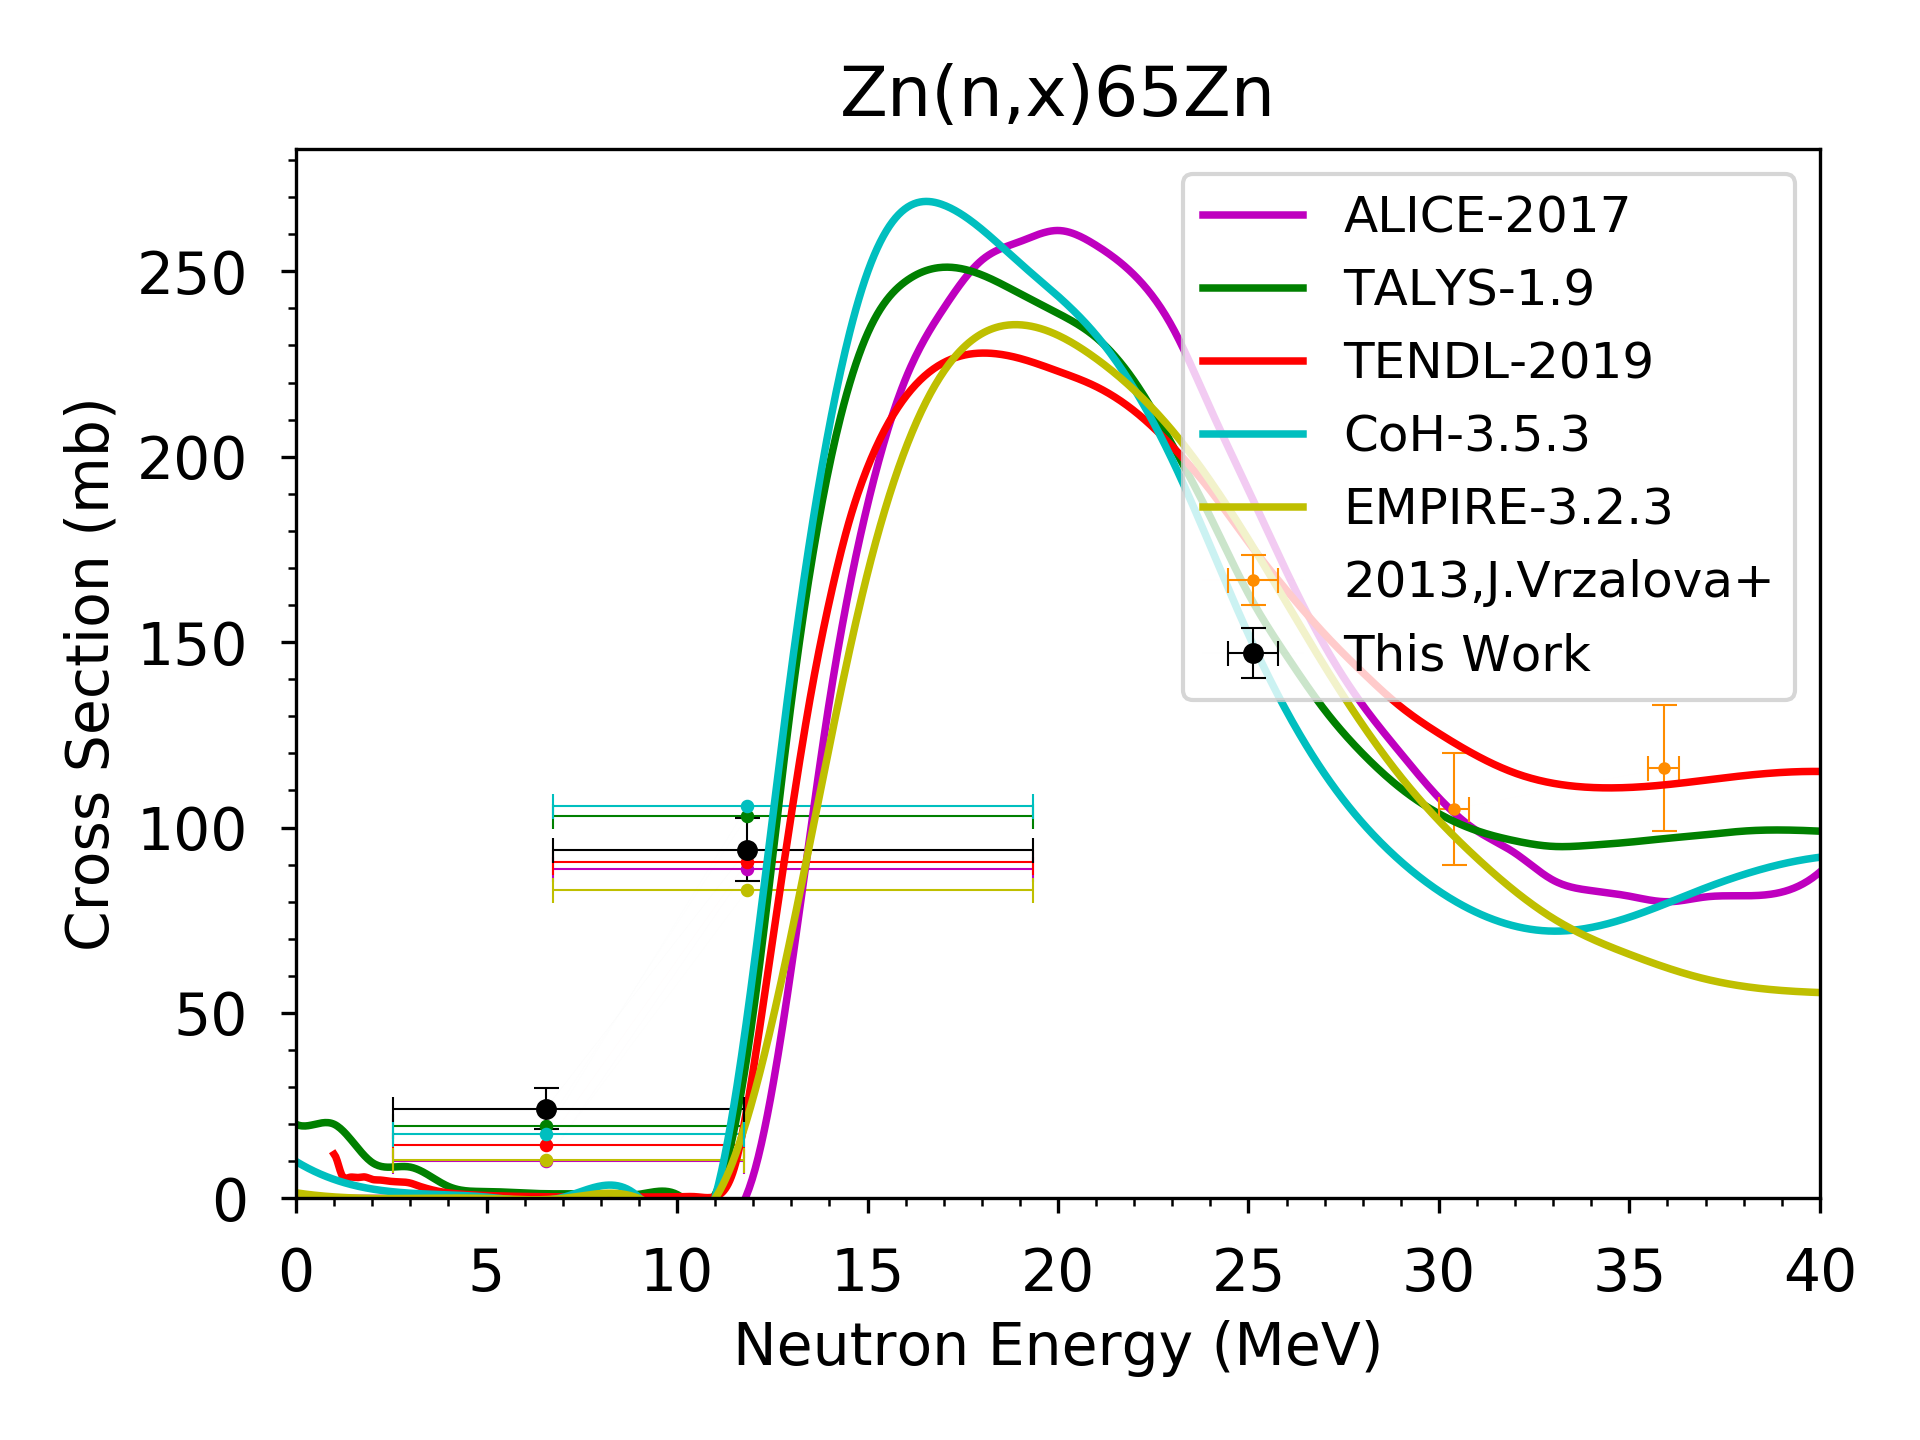 Zn(n,x)65Zn
Cross Section (mb)
250
200
150
100
50
0
ALICE-2017
TALYS-1.9
TENDL-2019
CoH-3.5.3
EMPIRE-3.2.3
2013,J.Vrzalova+
This Work
0 5 10 15 20 25 30 35 40
Neutron Energy (MeV)